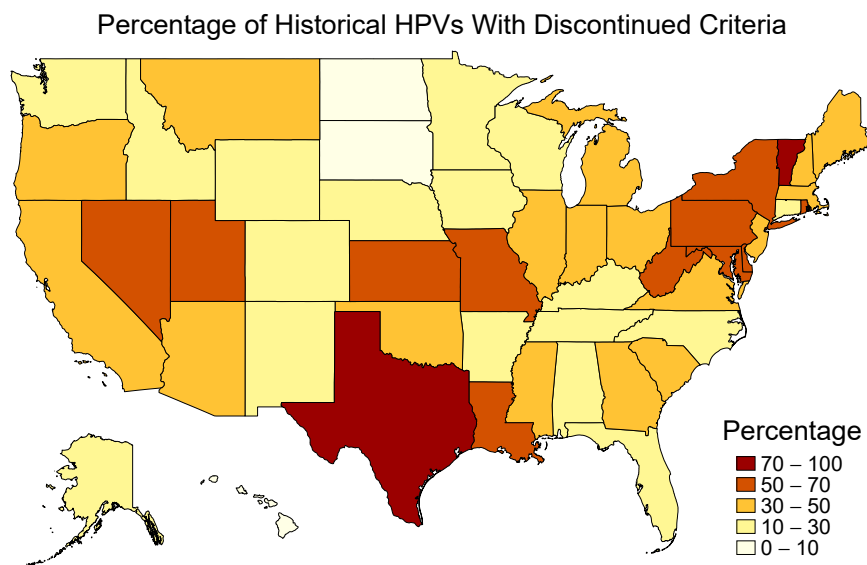 Percentage of Historical HPVs With Discontinued Criteria
Percentage
70 – 100
50 – 70
30 – 50
10 – 30
0 – 10